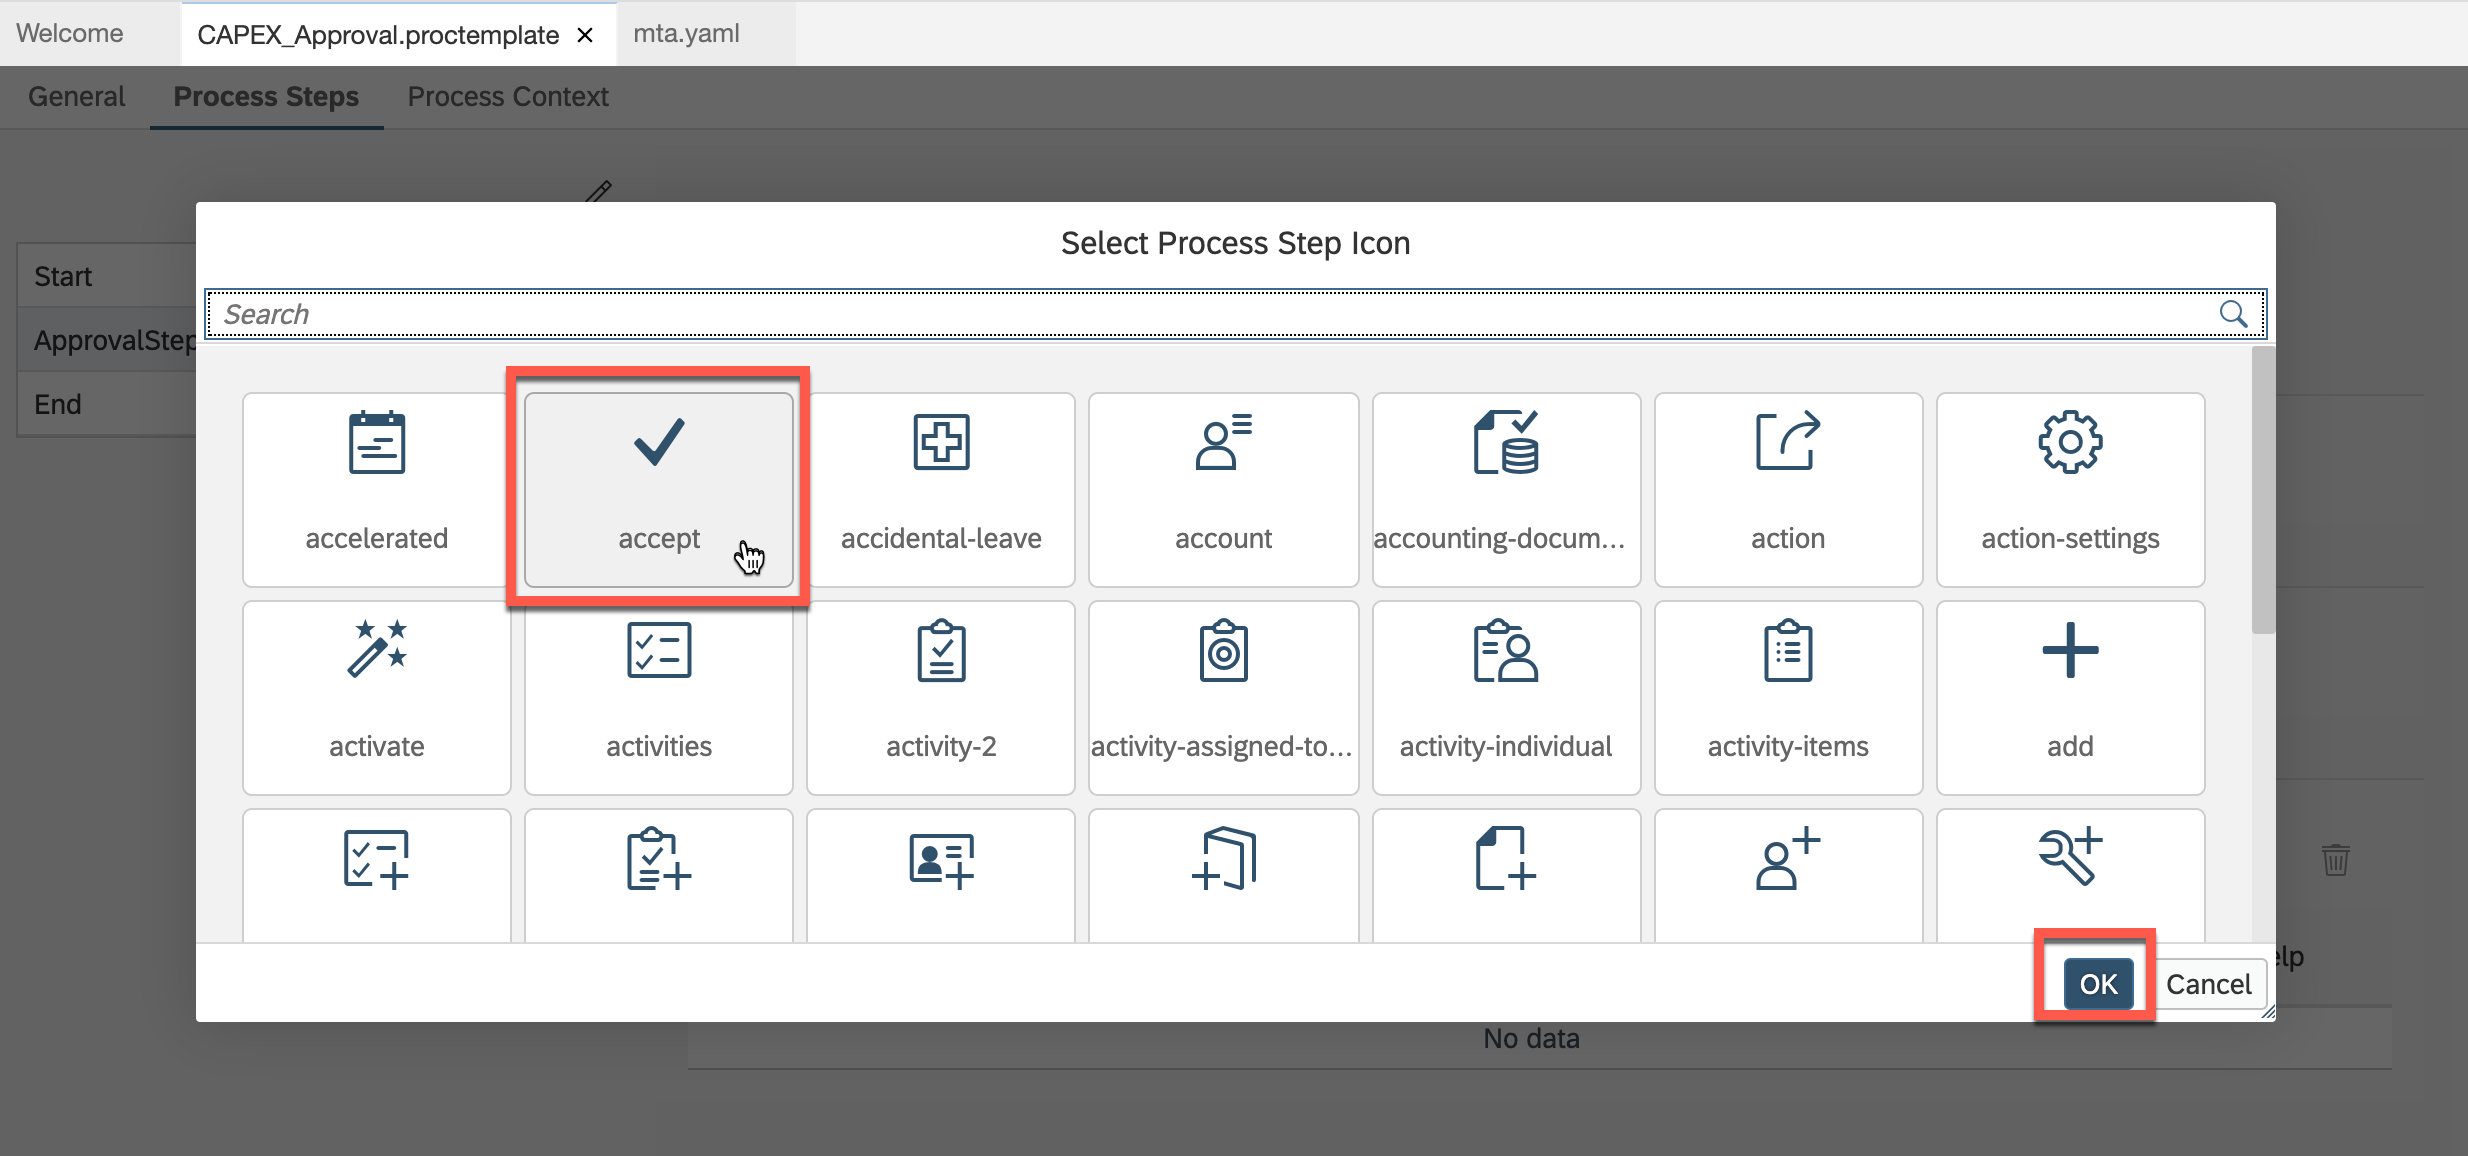 Welcome
CAPEX_Approval.proctemplate
mta.yaml
General
Process Steps
Process Context
Start
ApprovalStep
End
Select Process Step Icon
Search
accelerated
accept
accidental-leave
account
accounting-docum...
action
action-settings
activate
activities
activity-2
activity-assigned-to...
activity-individual
activity-items
add
OK
Cancel
elp
No data